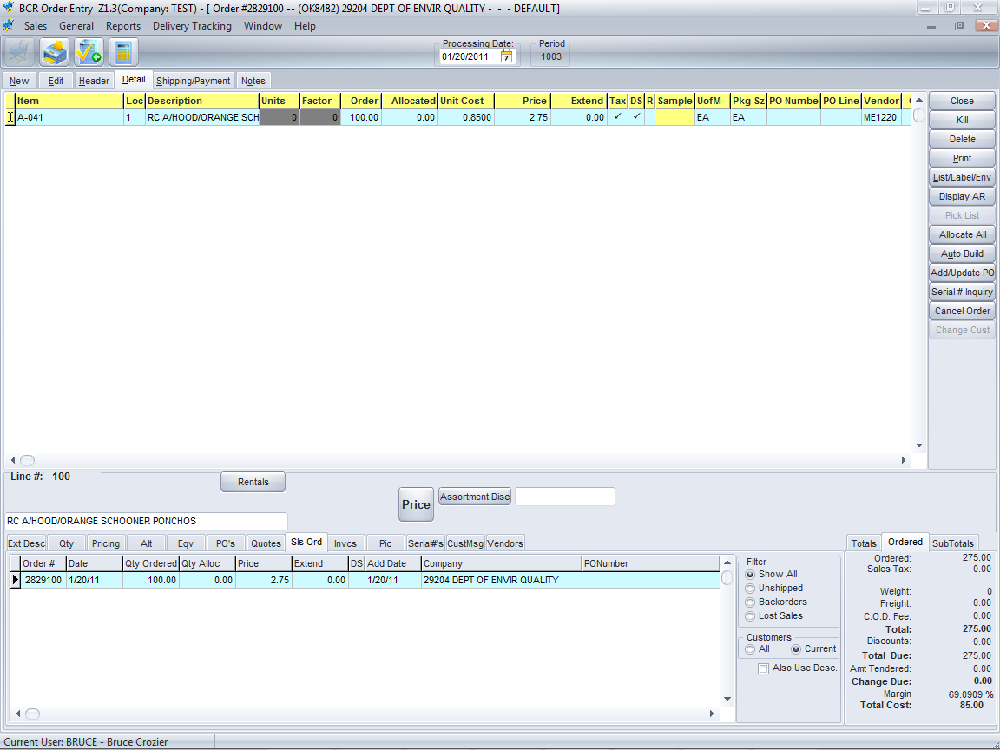 BCR Order Entry Z1.3(Company: TEST) - [ Order #2829100 -- (OK8482) 29204 DEPT OF ENVIR QUALITY - - - DEFAULT]
Sales General Reports Delivery Tracking Window Help
Processing Date: Period
01/20/2011 7 1003
New Edit Header Detail Shipping/Payment Notes
Item Loc Description Units Factor Order Allocated Unit Cost Price Extend Tax DS R Sample UofM Pkg Sz PO Numbe PO Line Vendor
A-041 1 RC A/HOOD/ORANGE SCH 0 0 100.00 0.00 0.8500 2.75 0.00 ✓ ✓ EA EA ME1220
Close
Kill
Delete
Print
List/Label/Env
Display AR
Pick List
Allocate All
Auto Build
Add/Update PO
Serial # Inquiry
Cancel Order
Change Cust
Line #: 100
Rentals
Price
Assortment Disc
RC A/HOOD/ORANGE SCHOONER PONCHOS
Ext Desc Qty Pricing Alt Eqv PO's Quotes Sls Ord Invcs Pic Serial#'s CustMsg Vendors
Order # Date Qty Ordered Qty Alloc Price Extend DS Add Date Company PONumber
2829100 1/20/11 100.00 0.00 2.75 0.00 1/20/11 29204 DEPT OF ENVIR QUALITY
Filter
Show All
Unshipped
Backorders
Lost Sales
Customers
All Current
Also Use Desc.
Totals Ordered SubTotals
Ordered: 275.00
Sales Tax: 0.00
Weight: 0
Freight: 0.00
C.O.D. Fee: 0.00
Total: 275.00
Discounts: 0.00
Total Due: 275.00
Amt Tendered: 0.00
Change Due: 0.00
Margin 69.0909 %
Total Cost: 85.00
Current User: BRUCE - Bruce Crozier